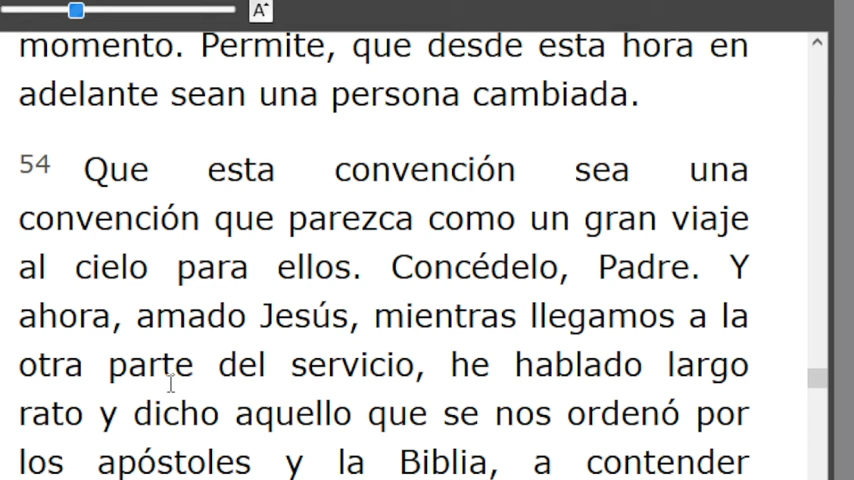 A
momento. Permite, que desde esta hora en
adelante sean una persona cambiada.
54 Que esta convención sea una
convención que parezca como un gran viaje
al cielo para ellos. Concédelo, Padre. Y
ahora, amado Jesús, mientras llegamos a la
otra parte del servicio, he hablado largo
rato y dicho aquello que se nos ordenó por
los apóstoles y la Biblia, a contender